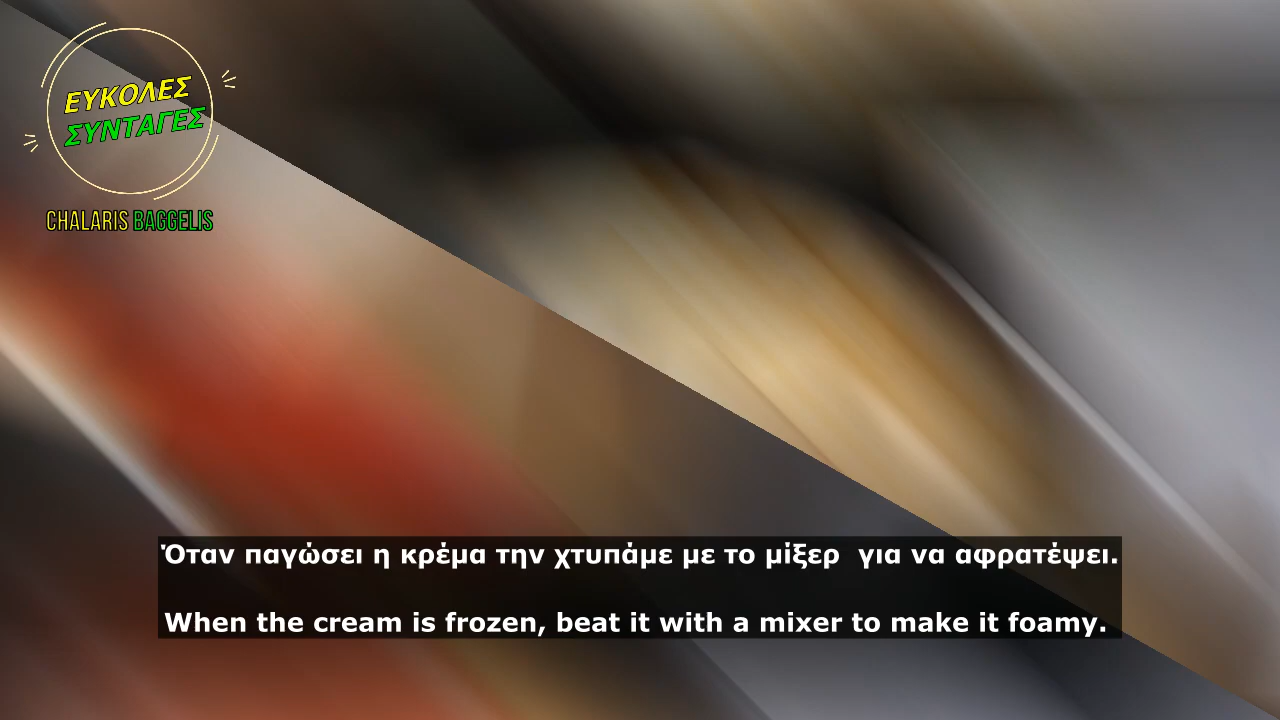 ΕΥΚΟΛΕΣ
ΣΥΝΤΑΓΕΣ
CHALARIS BAGGELIS
Όταν παγώσει η κρέμα την χτυπάμε με το μίξερ  για να αφρατέψει.
When the cream is frozen, beat it with a mixer to make it foamy.